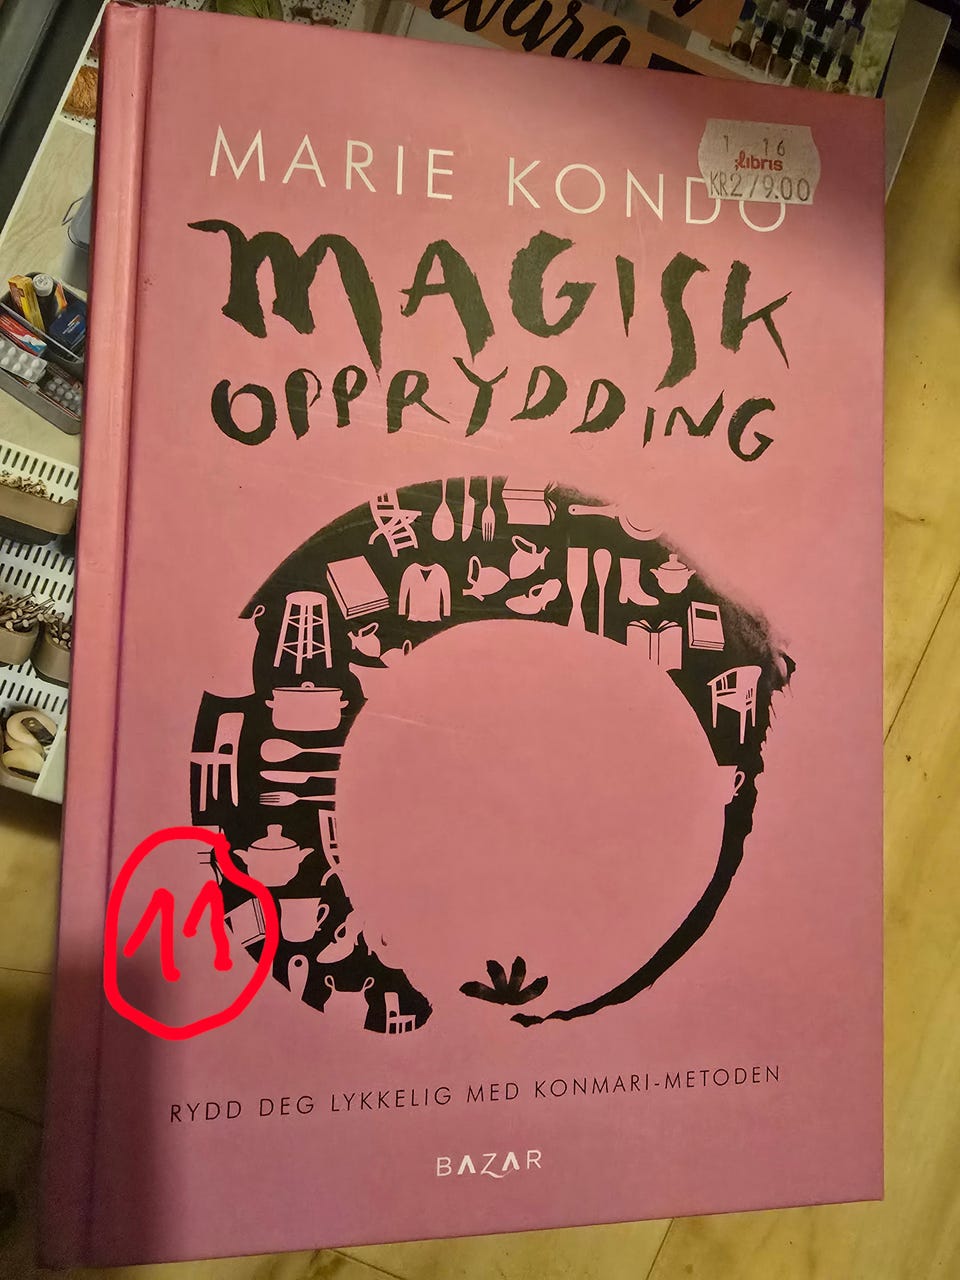 MARIE KONDO
1 16
libris
KR279.00
MAGISK
OPPRYDDING
11
RYDD DEG LYKKELIG MED KONMARI-METODEN
BAZAR